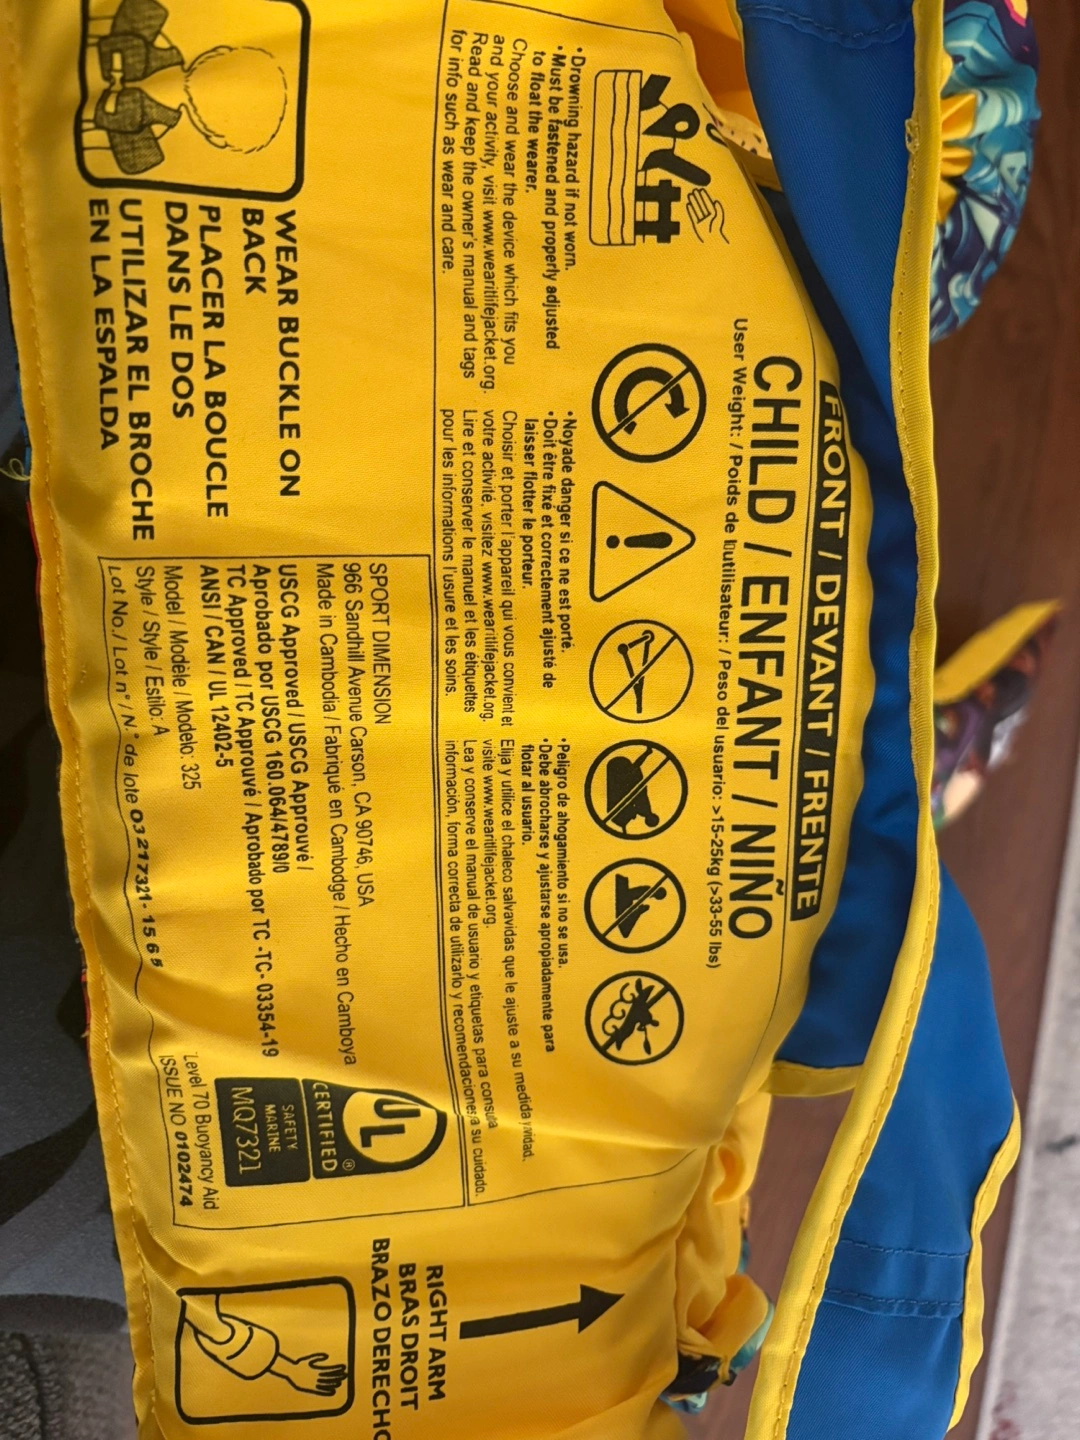 FRONT / DEVANT / FRENTE
CHILD / ENFANT / NIÑO
User Weight: / Poids de l'utilisateur: / Peso del usuario: >15-25kg (>33-55 lbs)
•Drowning hazard if not worn.
•Must be fastened and properly adjusted
to float the wearer.
Choose and wear the device which fits you
and your activity, visit www.wearitlifejacket.org.
Read and keep the owner's manual and tags
for info such as wear and care.
•Noyade danger si ce ne est porté.
•Doit être fixé et correctement ajusté de
laisser flotter le porteur.
Choisir et porter l'appareil qui vous convient et
votre activité, visitez www.wearitlifejacket.org.
Lire et conserver le manuel et les étiquettes
pour les informations l'usure et les soins.
•Peligro de ahogamiento si no se usa.
•Debe abrocharse y ajustarse apropiadamente para
flotar al usuario.
Elija y utilice el chaleco salvavidas que le ajuste a su medida y
visite www.wearitlifejacket.org.
Lea y conserve el manual de usuario y etiquetas para consulta
información, forma correcta de utilizarlo y recomendaciones a su cuidado.
WEAR BUCKLE ON
BACK
PLACER LA BOUCLE
DANS LE DOS
UTILIZAR EL BROCHE
EN LA ESPALDA
SPORT DIMENSION
966 Sandhill Avenue Carson, CA 90746, USA
Made in Cambodia / Fabriqué en Cambodge / Hecho en Camboya
USCG Approved / USCG Approuvé /
Aprobado por USCG 160.064/4789/0
TC Approved / TC Approuvé / Aprobado por TC -TC- 03354-19
ANSI / CAN / UL 12402-5
Model / Modèle / Modelo: 325
Style / Style / Estilo: A
Lot No./ Lot n° / N.° de lote 03217321- 1565
UL
CERTIFIED
®
SAFETY
MARINE
MQ7321
Level 70 Buoyancy Aid
ISSUE NO 0102474
RIGHT ARM
BRAS DROIT
BRAZO DERECHO